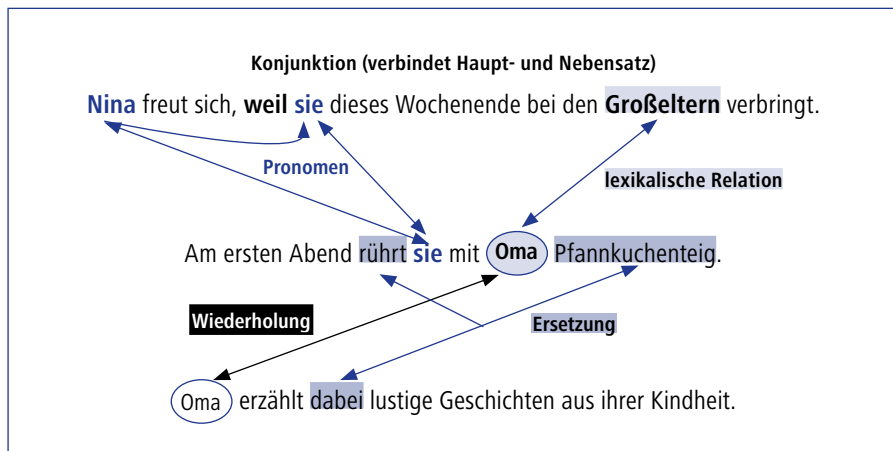 Konjunktion (verbindet Haupt- und Nebensatz)
Nina freut sich, weil sie dieses Wochenende bei den Großeltern verbringt.
Pronomen
lexikalische Relation
Am ersten Abend rührt sie mit Oma Pfannkuchenteig.
Wiederholung
Ersetzung
Oma erzählt dabei lustige Geschichten aus ihrer Kindheit.